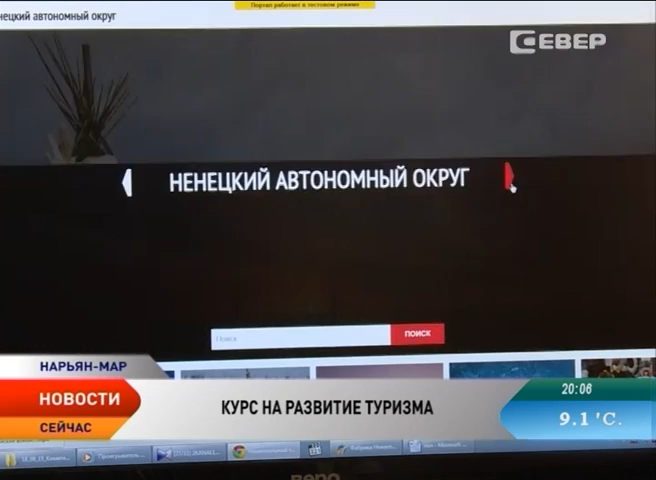 Портал работает в тестовом режиме
нецкий автономный округ
СЕВЕР
НЕНЕЦКИЙ АВТОНОМНЫЙ ОКРУГ
Поиск
ПОИСК
НАРЬЯН-МАР
НОВОСТИ
СЕЙЧАС
КУРС НА РАЗВИТИЕ ТУРИЗМА
20:06
9.1 'C.